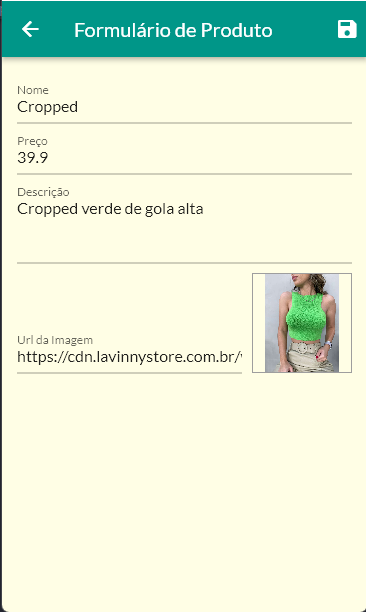 Formulário de Produto
Nome
Cropped
Preço
39.9
Descrição
Cropped verde de gola alta
Url da Imagem
https://cdn.lavinnystore.com.br/